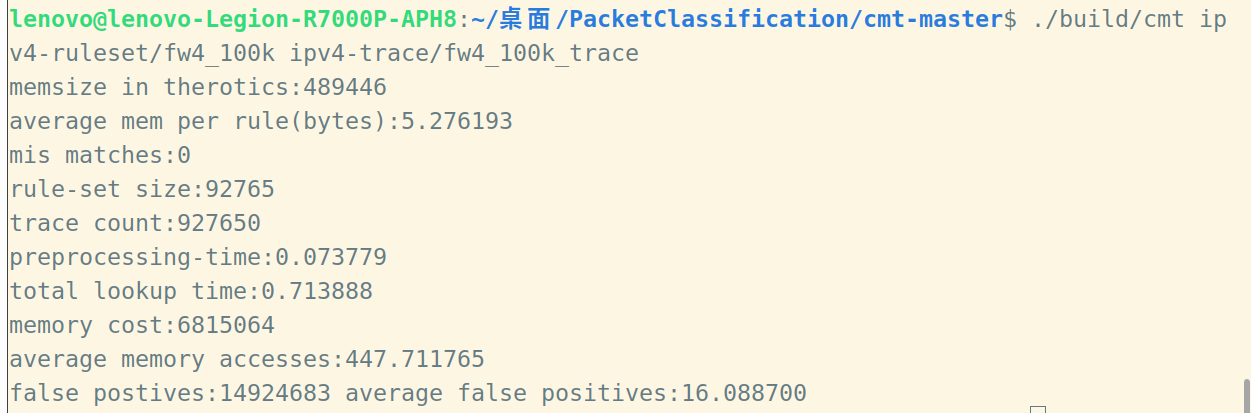 lenovo@lenovo-Legion-R7000P-APH8:~/桌面/PacketClassification/cmt-master$ ./build/cmt ip
v4-ruleset/fw4_100k ipv4-trace/fw4_100k_trace
memsize in therotics:489446
average mem per rule(bytes):5.276193
mis matches:0
rule-set size:92765
trace count:927650
preprocessing-time:0.073779
total lookup time:0.713888
memory cost:6815064
average memory accesses:447.711765
false postives:14924683 average false positives:16.088700